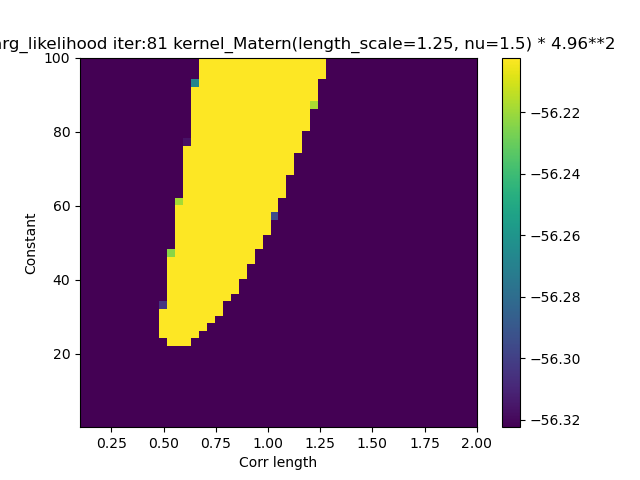 arg_likelihood iter:81 kernel_Matern(length_scale=1.25, nu=1.5) * 4.96**2
100
80
60
40
20
Constant
0.25 0.50 0.75 1.00 1.25 1.50 1.75 2.00
Corr length
−56.22
−56.24
−56.26
−56.28
−56.30
−56.32